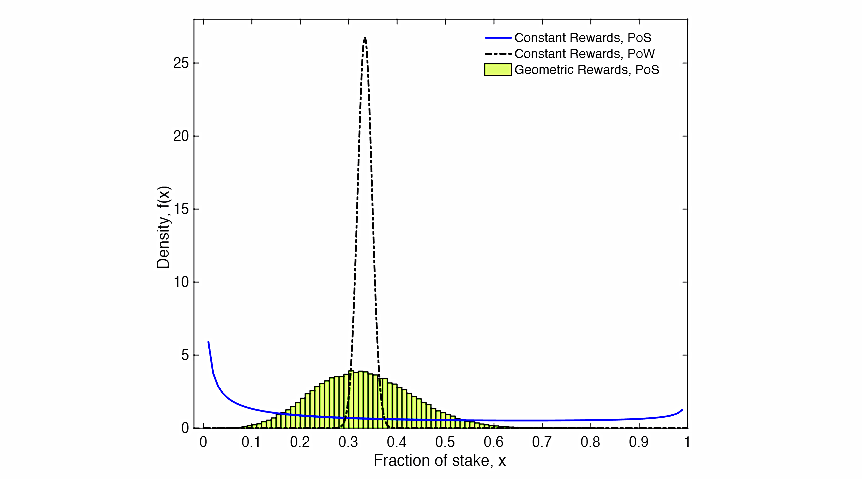 Constant Rewards, PoS
Constant Rewards, PoW
Geometric Rewards, PoS
25
20
15
10
5
0
Density, f(x)
0 0.1 0.2 0.3 0.4 0.5 0.6 0.7 0.8 0.9 1
Fraction of stake, x